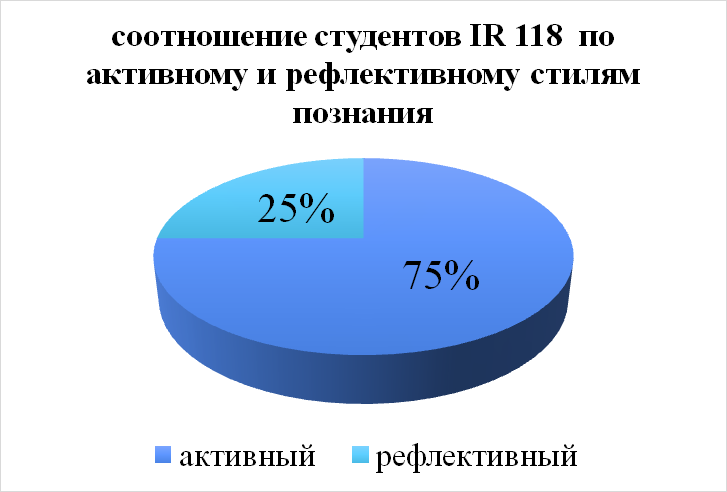 соотношение студентов IR 118 по
активному и рефлективному стилям
познания
25%
75%
активный рефлективный